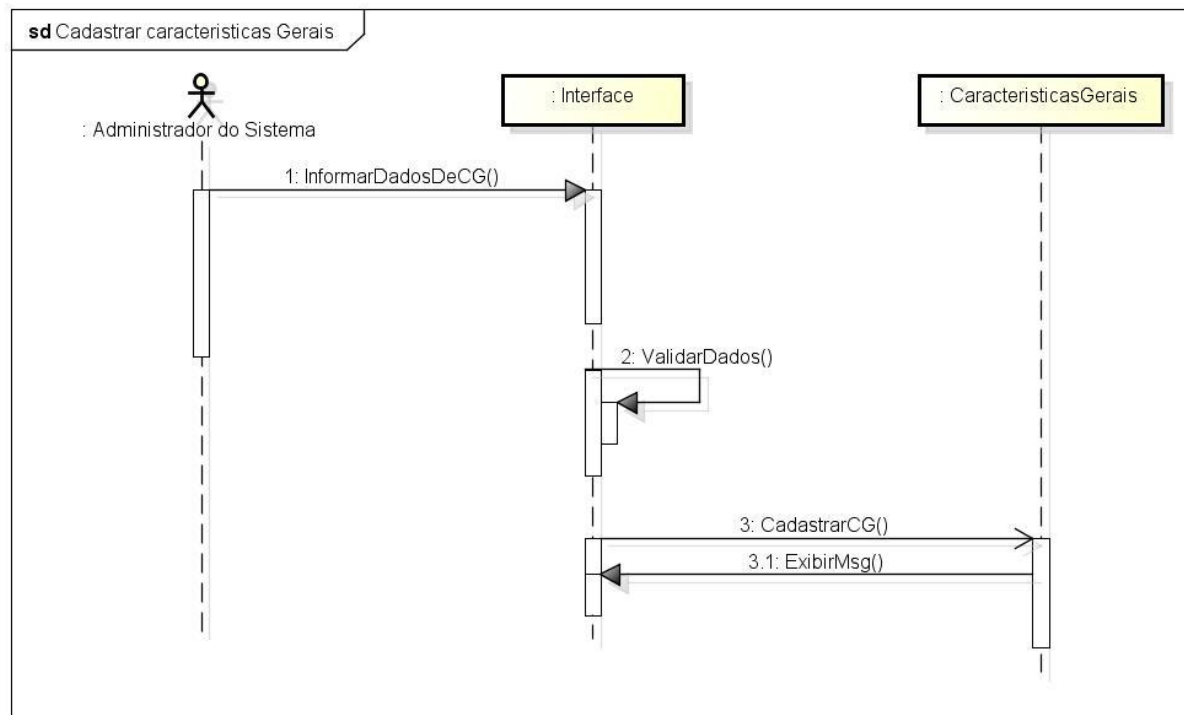 sd Cadastrar caracteristicas Gerais
: Administrador do Sistema
: Interface
: CaracteristicasGerais
1: InformarDadosDeCG()
2: ValidarDados()
3: CadastrarCG()
3.1: ExibirMsg()